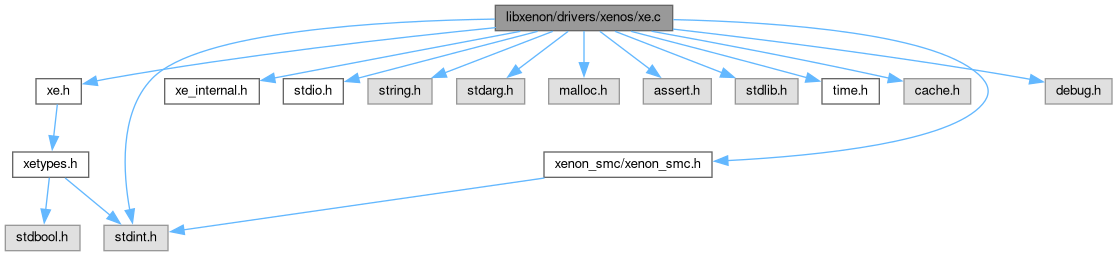 libxenon/drivers/xenos/xe.c
xe.h
xe_internal.h
stdio.h
string.h
stdarg.h
malloc.h
assert.h
stdlib.h
time.h
cache.h
debug.h
xetypes.h
xenon_smc/xenon_smc.h
stdbool.h
stdint.h